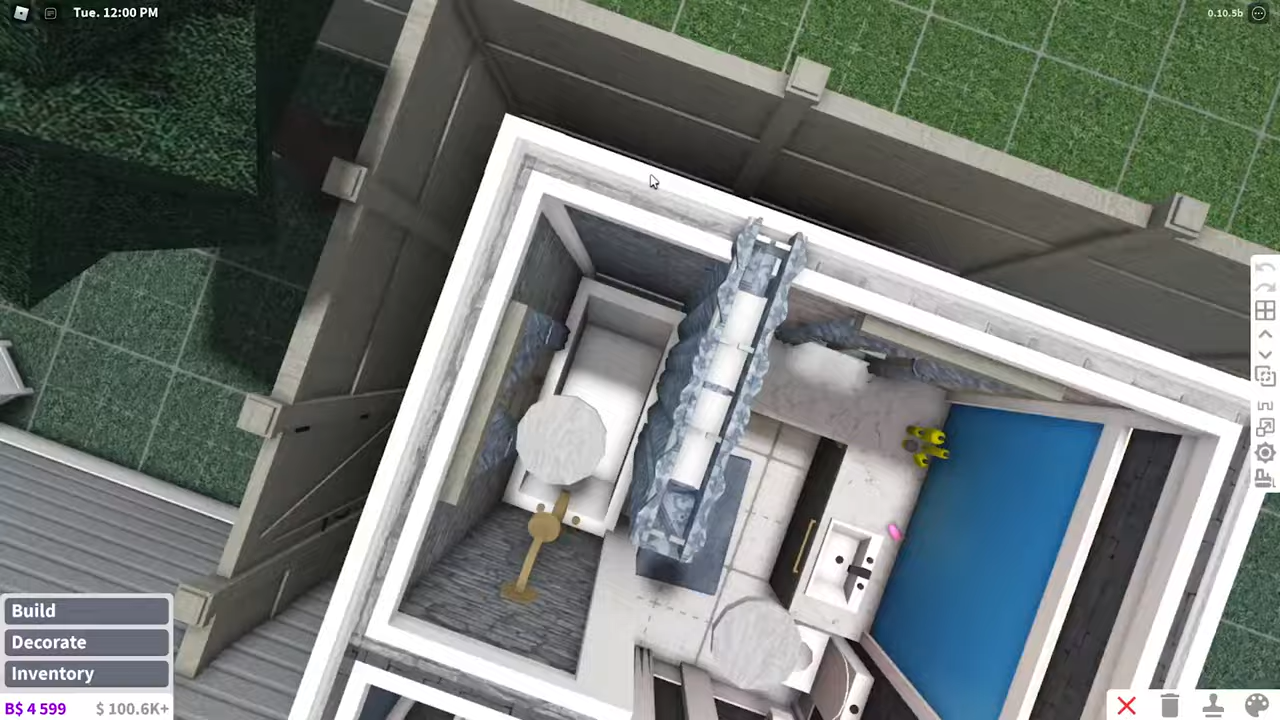 Tue. 12:00 PM
0.10.5b
Build
Decorate
Inventory
B$ 4 599
$ 100.6K+